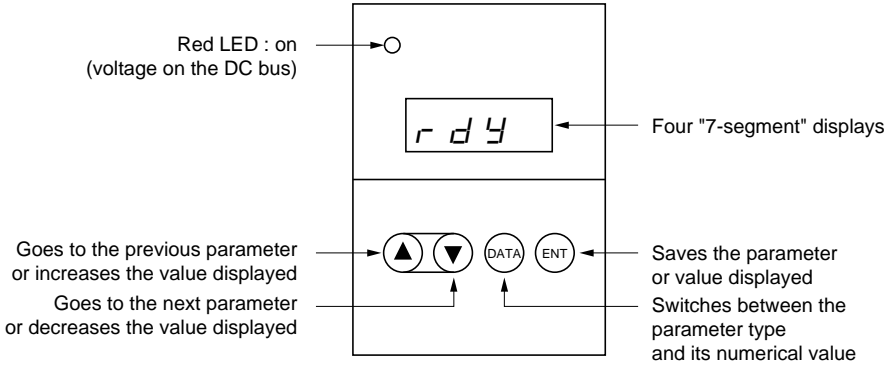 Red LED : on
(voltage on the DC bus)
r d y
Four "7-segment" displays
Goes to the previous parameter
or increases the value displayed
Goes to the next parameter
or decreases the value displayed
DATA
ENT
Saves the parameter
or value displayed
Switches between the
parameter type
and its numerical value